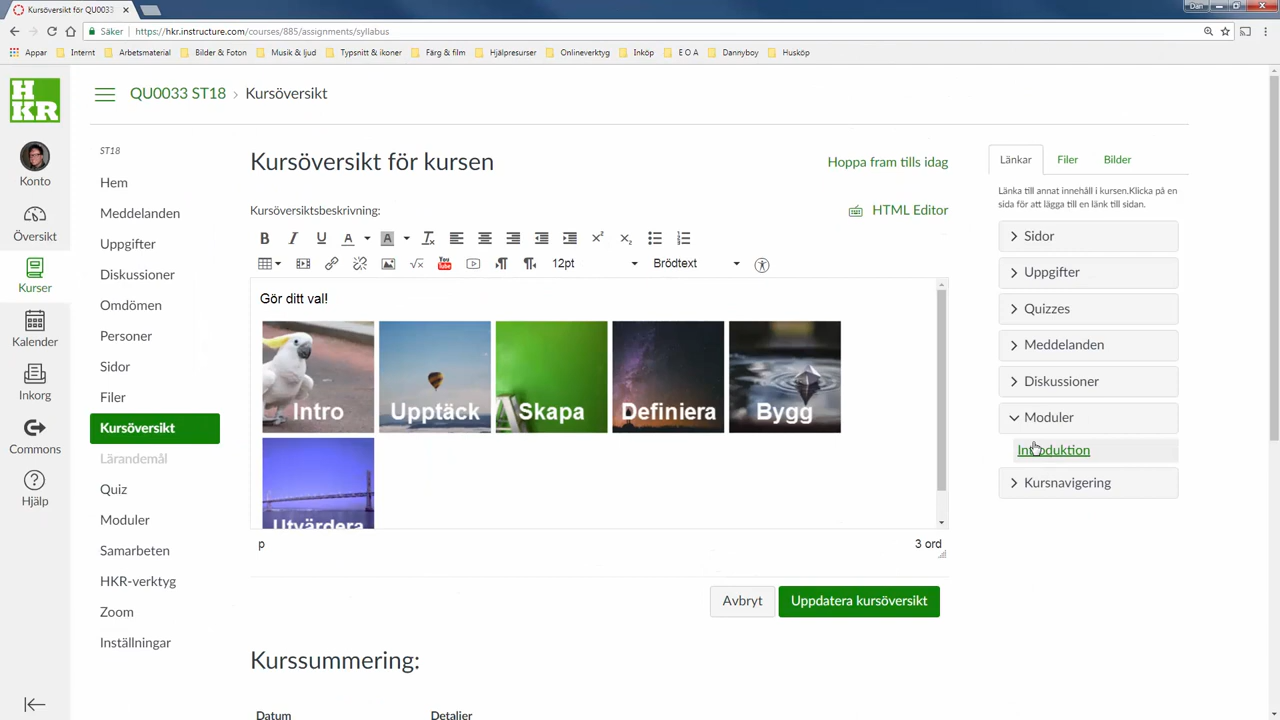 Kursöversikt för QU0033
Dan
Säker https://hkr.instructure.com/courses/885/assignments/syllabus
Appar Internt Arbetsmaterial Bilder & Foton Musik & ljud Typsnitt & ikoner Färg & film Hjälpresurser Onlineverktyg Inköp E O A Dannyboy Husköp
HKR
Konto
Översikt
Kurser
Kalender
Inkorg
Commons
Hjälp
QU0033 ST18 › Kursöversikt
ST18
Hem
Meddelanden
Uppgifter
Diskussioner
Omdömen
Personer
Sidor
Filer
Kursöversikt
Lärandemål
Quiz
Moduler
Samarbeten
HKR-verktyg
Zoom
Inställningar
Kursöversikt för kursen
Hoppa fram tills idag
Kursöversiktsbeskrivning:
HTML Editor
B I U A A
12pt Brödtext
Gör ditt val!
Intro Upptäck Skapa Definiera Bygg
Utvärdera
p
3 ord
Avbryt Uppdatera kursöversikt
Kurssummering:
Datum Detaljer
Länkar Filer Bilder
Länka till annat innehåll i kursen.Klicka på en
sida för att lägga till en länk till sidan.
Sidor
Uppgifter
Quizzes
Meddelanden
Diskussioner
Moduler
Introduktion
Kursnavigering